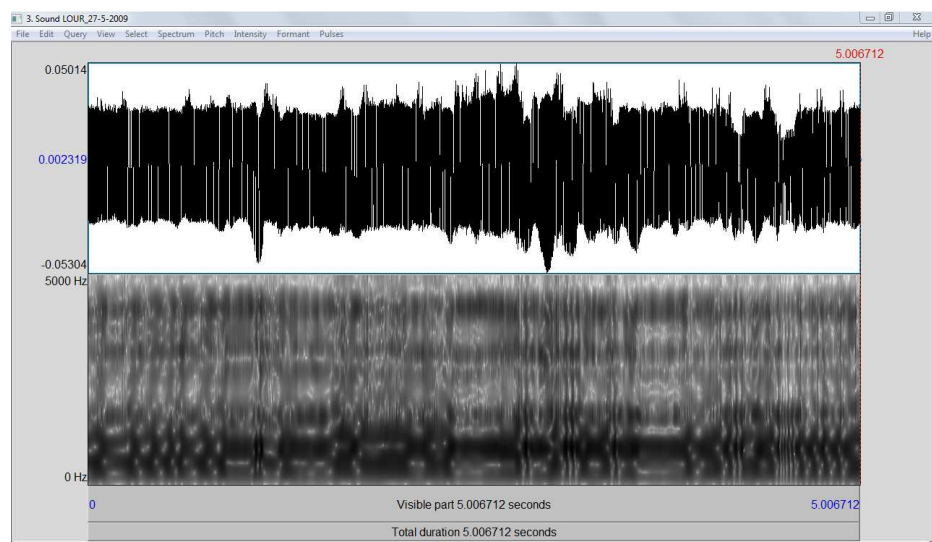 3. Sound LOUR_27-5-2009
File Edit Query View Select Spectrum Pitch Intensity Formant Pulses Help
5.006712
0.05014
0.002319
-0.05304
5000 Hz
0 Hz
0 Visible part 5.006712 seconds 5.006712
Total duration 5.006712 seconds